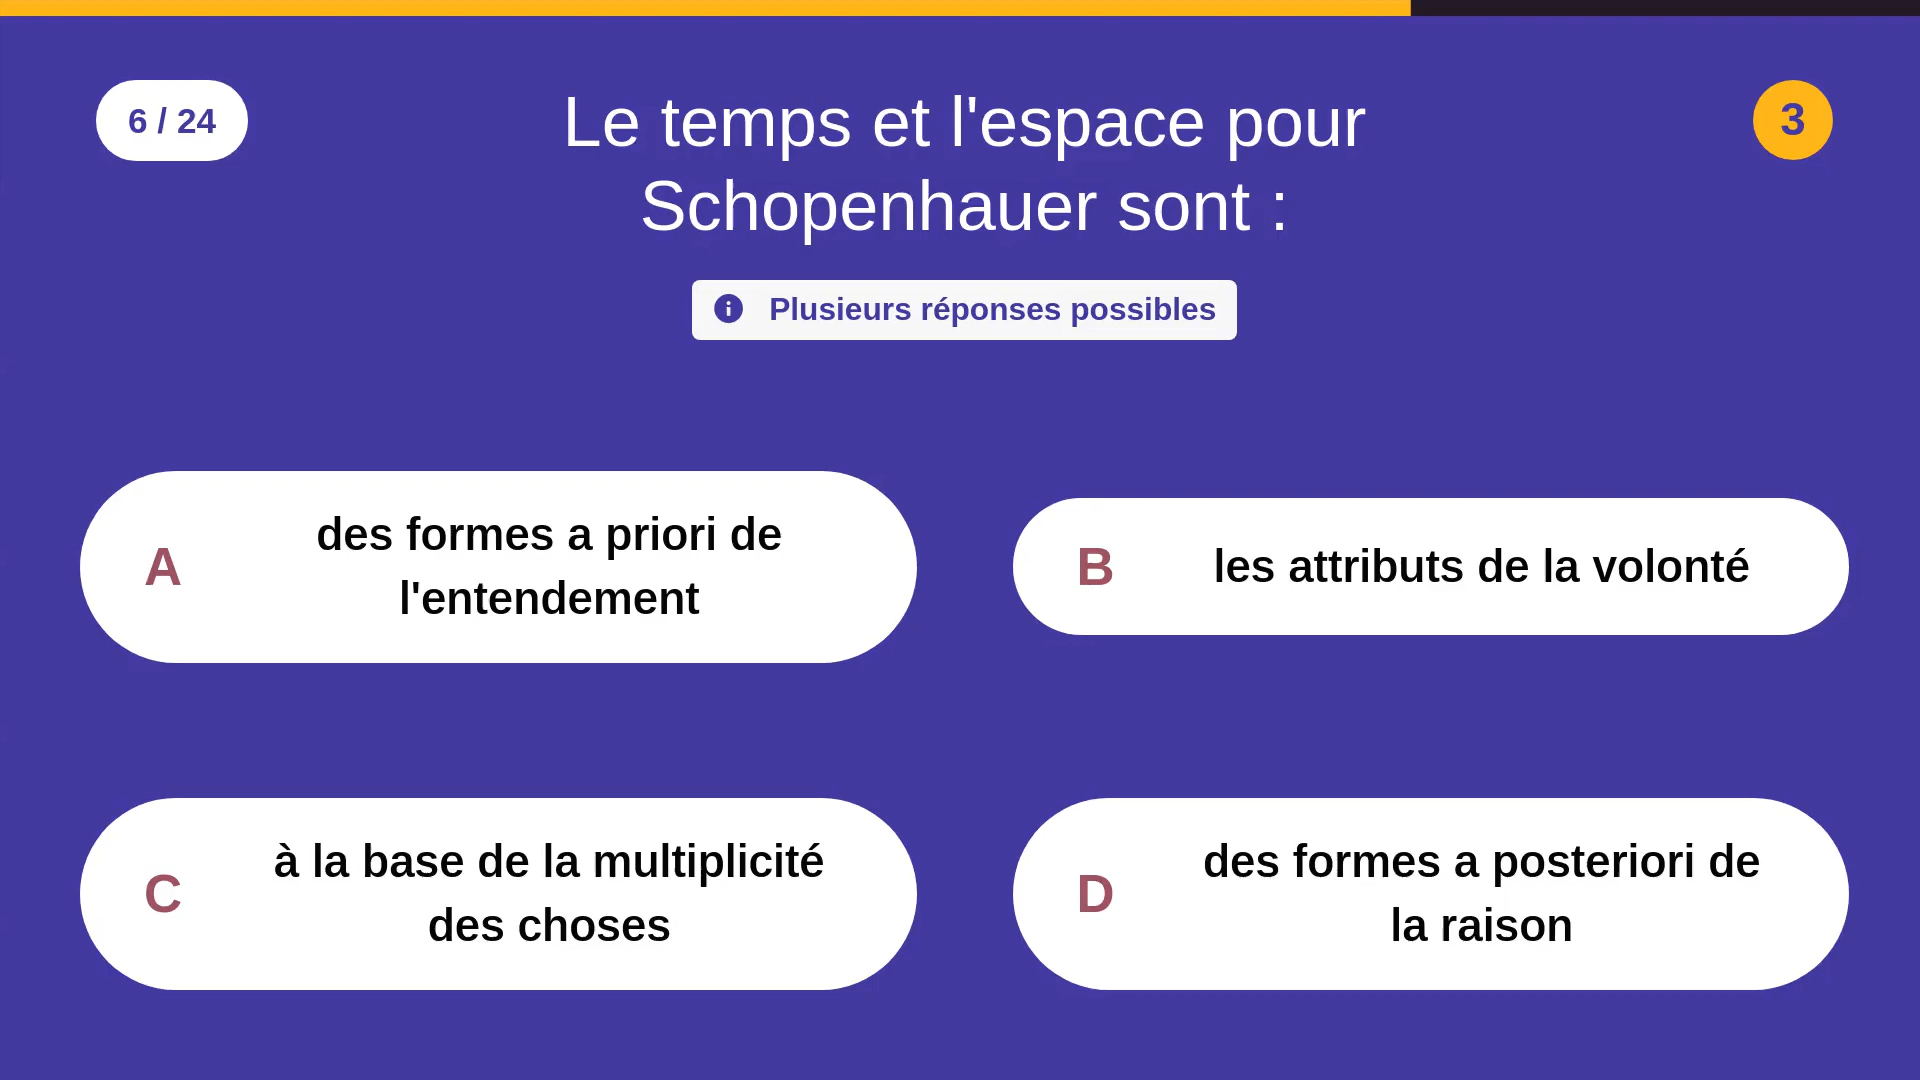 6 / 24
Le temps et l'espace pour
Schopenhauer sont :
3
Plusieurs réponses possibles
A
des formes a priori de
l'entendement
B
les attributs de la volonté
C
à la base de la multiplicité
des choses
D
des formes a posteriori de
la raison